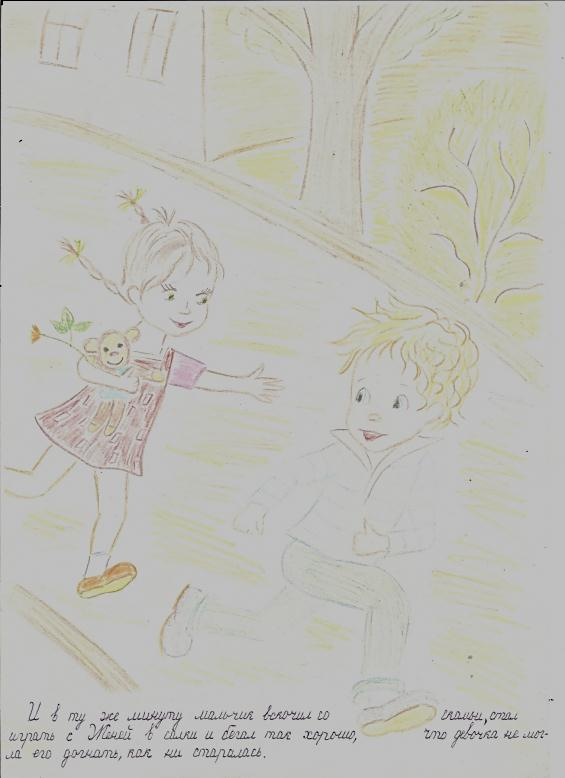 И в ту же минуту мальчик вскочил со скамьи, стал
играть с Женей в салки и бегал так хорошо, что девочка не мог-
ла его догнать, как ни старалась.